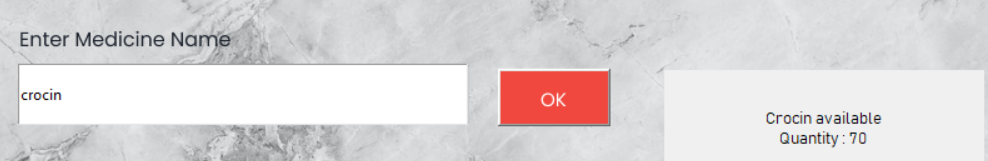 Enter Medicine Name
crocin
OK
Crocin available
Quantity : 70